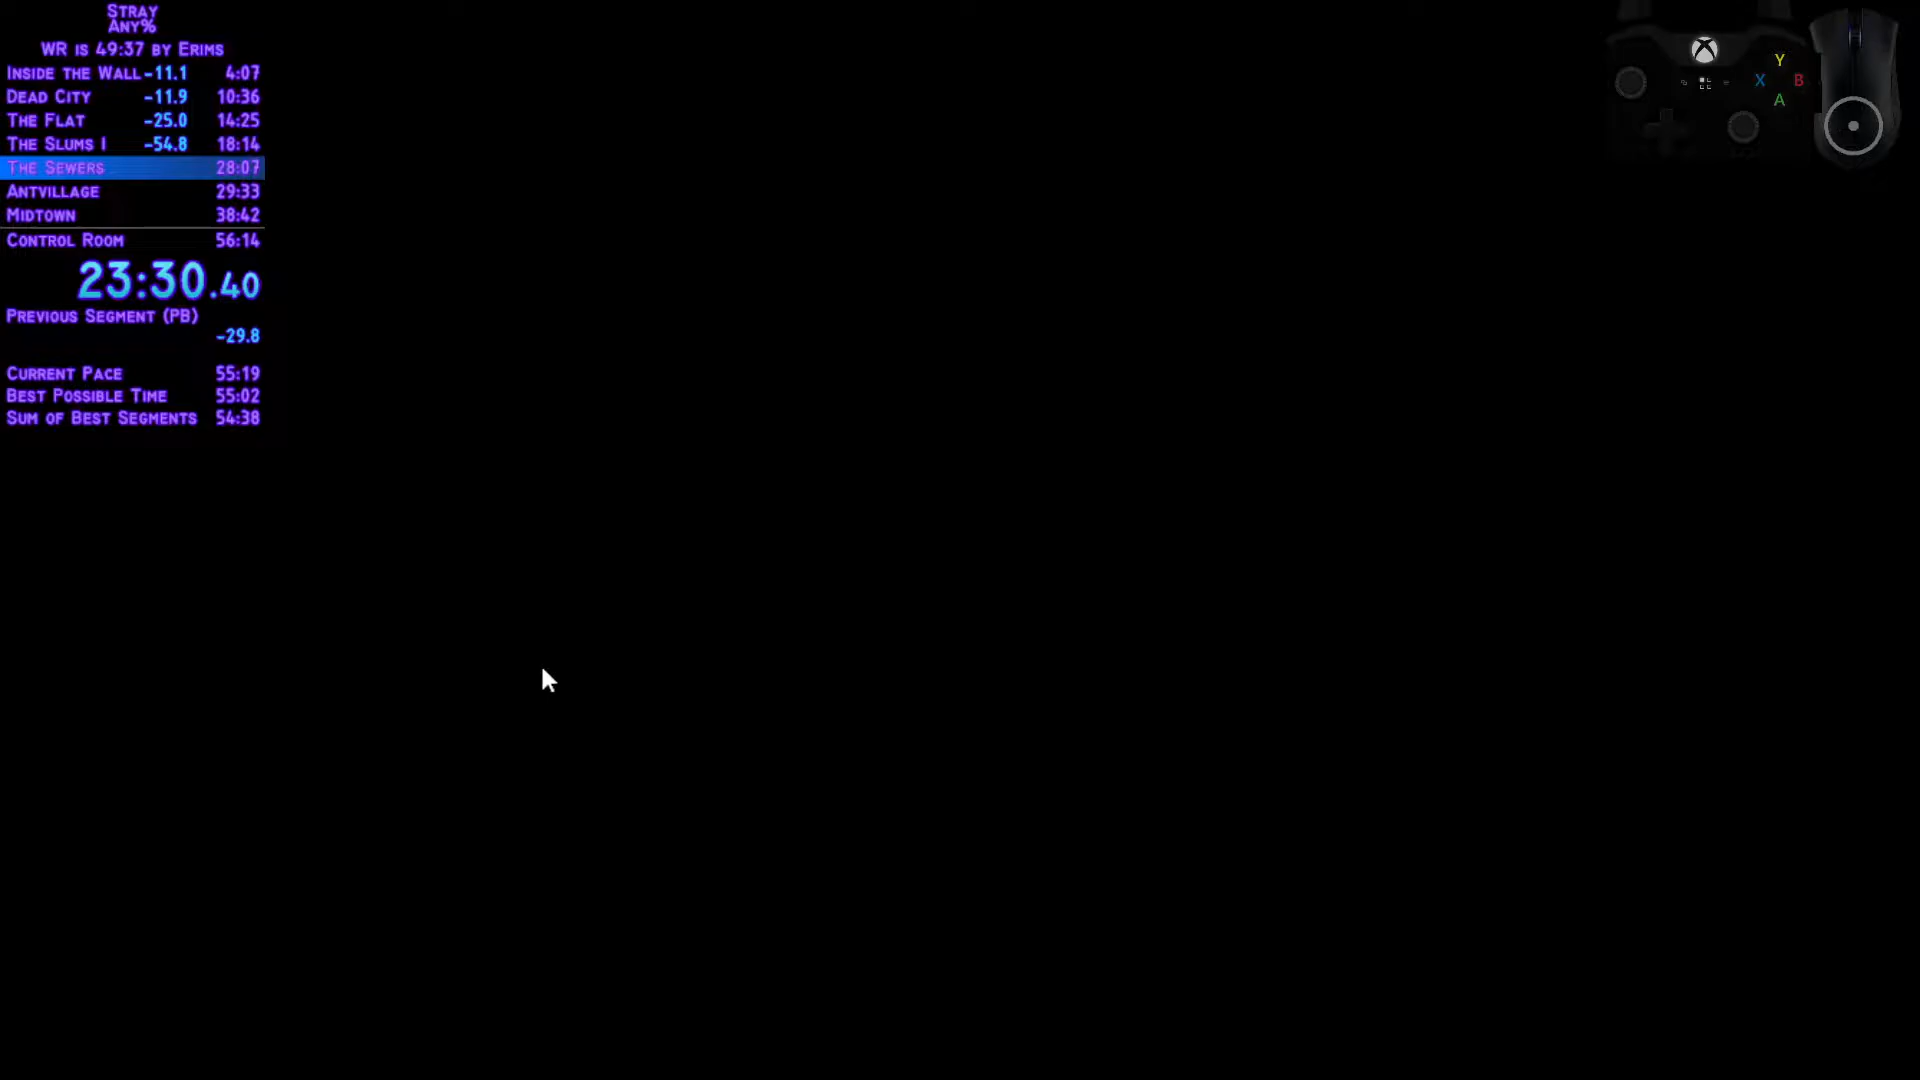 STRAY
ANY%
WR IS 49:37 BY ERIMS
INSIDE THE WALL -11.1 4:07
DEAD CITY -11.9 10:36
THE FLAT -25.0 14:25
THE SLUMS I -54.8 18:14
THE SEWERS 28:07
ANTVILLAGE 29:33
MIDTOWN 38:42
CONTROL ROOM 56:14
23:30.40
PREVIOUS SEGMENT (PB)
-29.8
CURRENT PACE 55:19
BEST POSSIBLE TIME 55:02
SUM OF BEST SEGMENTS 54:38
Y
X B
A